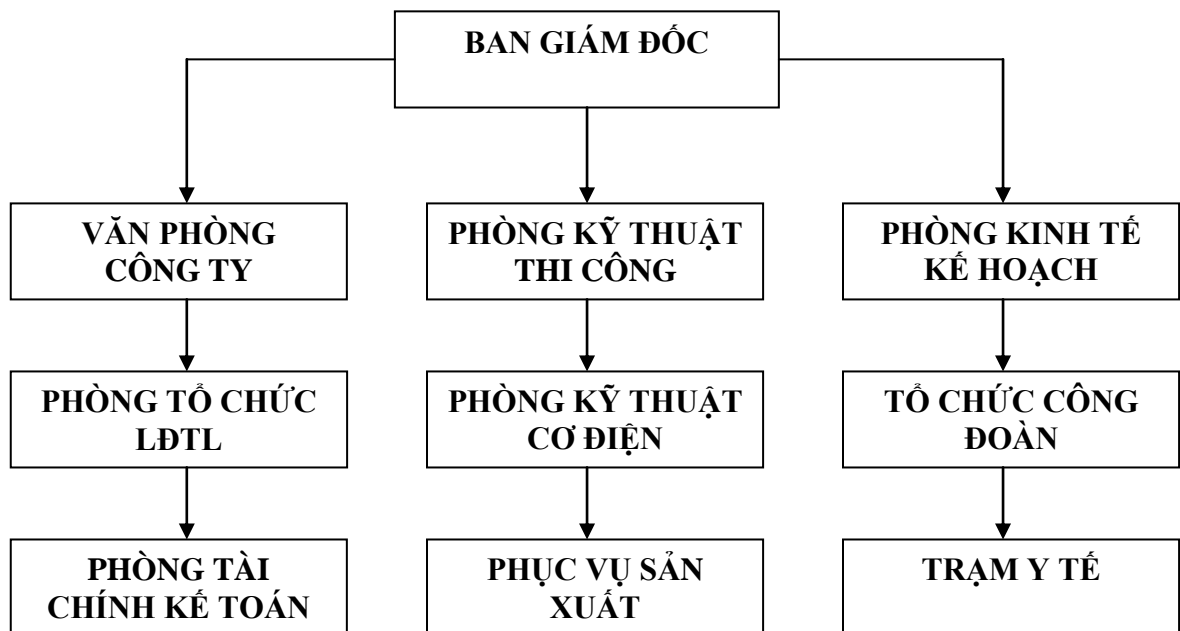 BAN GIÁM ĐỐC
VĂN PHÒNG
CÔNG TY
PHÒNG KỸ THUẬT
THI CÔNG
PHÒNG KINH TẾ
KẾ HOẠCH
PHÒNG TỔ CHỨC
LĐTL
PHÒNG KỸ THUẬT
CƠ ĐIỆN
TỔ CHỨC CÔNG
ĐOÀN
PHÒNG TÀI
CHÍNH KẾ TOÁN
PHỤC VỤ SẢN
XUẤT
TRẠM Y TẾ